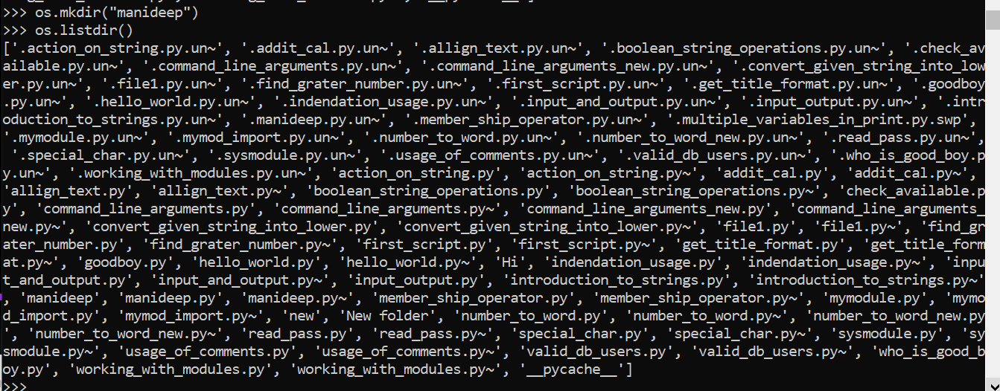 >>> os.mkdir("manideep")
>>> os.listdir()
['.action_on_string.py.un~', '.addit_cal.py.un~', '.allign_text.py.un~', '.boolean_string_operations.py.un~', '.check_av
ailable.py.un~', '.command_line_arguments.py.un~', '.command_line_arguments_new.py.un~', '.convert_given_string_into_low
er.py.un~', '.file1.py.un~', '.find_grater_number.py.un~', '.first_script.py.un~', '.get_title_format.py.un~', '.goodboy
.py.un~', '.hello_world.py.un~', '.indendation_usage.py.un~', '.input_and_output.py.un~', '.input_output.py.un~', '.intr
oduction_to_strings.py.un~', '.manideep.py.un~', '.member_ship_operator.py.un~', '.multiple_variables_in_print.py.swp',
'.mymodule.py.un~', '.mymod_import.py.un~', '.number_to_word.py.un~', '.number_to_word_new.py.un~', '.read_pass.py.un~',
'.special_char.py.un~', '.sysmodule.py.un~', '.usage_of_comments.py.un~', '.valid_db_users.py.un~', '.who_is_good_boy.p
y.un~', '.working_with_modules.py.un~', 'action_on_string.py', 'action_on_string.py~', 'addit_cal.py', 'addit_cal.py~',
'allign_text.py', 'allign_text.py~', 'boolean_string_operations.py', 'boolean_string_operations.py~', 'check_available.p
y', 'command_line_arguments.py', 'command_line_arguments.py~', 'command_line_arguments_new.py', 'command_line_arguments_
new.py~', 'convert_given_string_into_lower.py', 'convert_given_string_into_lower.py~', 'file1.py', 'file1.py~', 'find_gr
ater_number.py', 'find_grater_number.py~', 'first_script.py', 'first_script.py~', 'get_title_format.py', 'get_title_form
at.py~', 'goodboy.py', 'hello_world.py', 'hello_world.py~', 'Hi', 'indendation_usage.py', 'indendation_usage.py~', 'inpu
t_and_output.py', 'input_and_output.py~', 'input_output.py', 'introduction_to_strings.py', 'introduction_to_strings.py~'
, 'manideep', 'manideep.py', 'manideep.py~', 'member_ship_operator.py', 'member_ship_operator.py~', 'mymodule.py', 'mymo
d_import.py', 'mymod_import.py~', 'new', 'New folder', 'number_to_word.py', 'number_to_word.py~', 'number_to_word_new.py
', 'number_to_word_new.py~', 'read_pass.py', 'read_pass.py~', 'special_char.py', 'special_char.py~', 'sysmodule.py', 'sy
smodule.py~', 'usage_of_comments.py', 'usage_of_comments.py~', 'valid_db_users.py', 'valid_db_users.py~', 'who_is_good_b
oy.py', 'working_with_modules.py', 'working_with_modules.py~', '__pycache__']
>>>